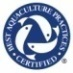 BEST AQUACULTURE PRACTICES
CERTIFIED